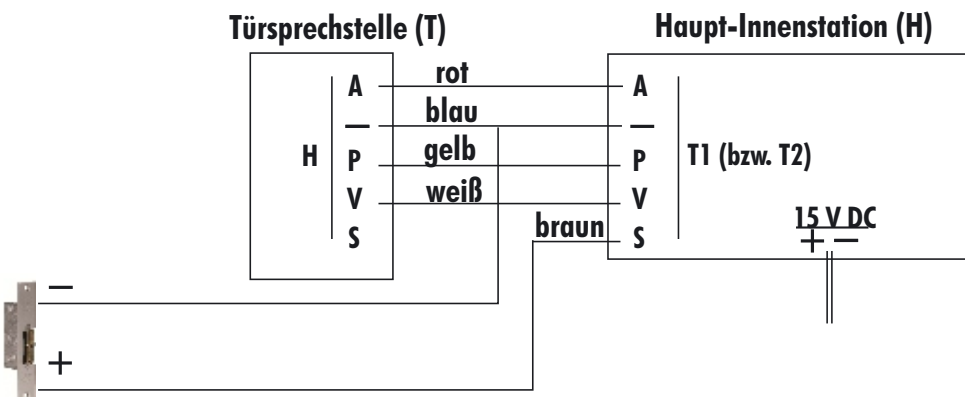 Türsprechstelle (T)
Haupt-Innenstation (H)
A
rot
A
—
blau
—
H
P
gelb
P
T1 (bzw. T2)
V
weiß
V
S
braun
S
15 V DC
+ —
—
+